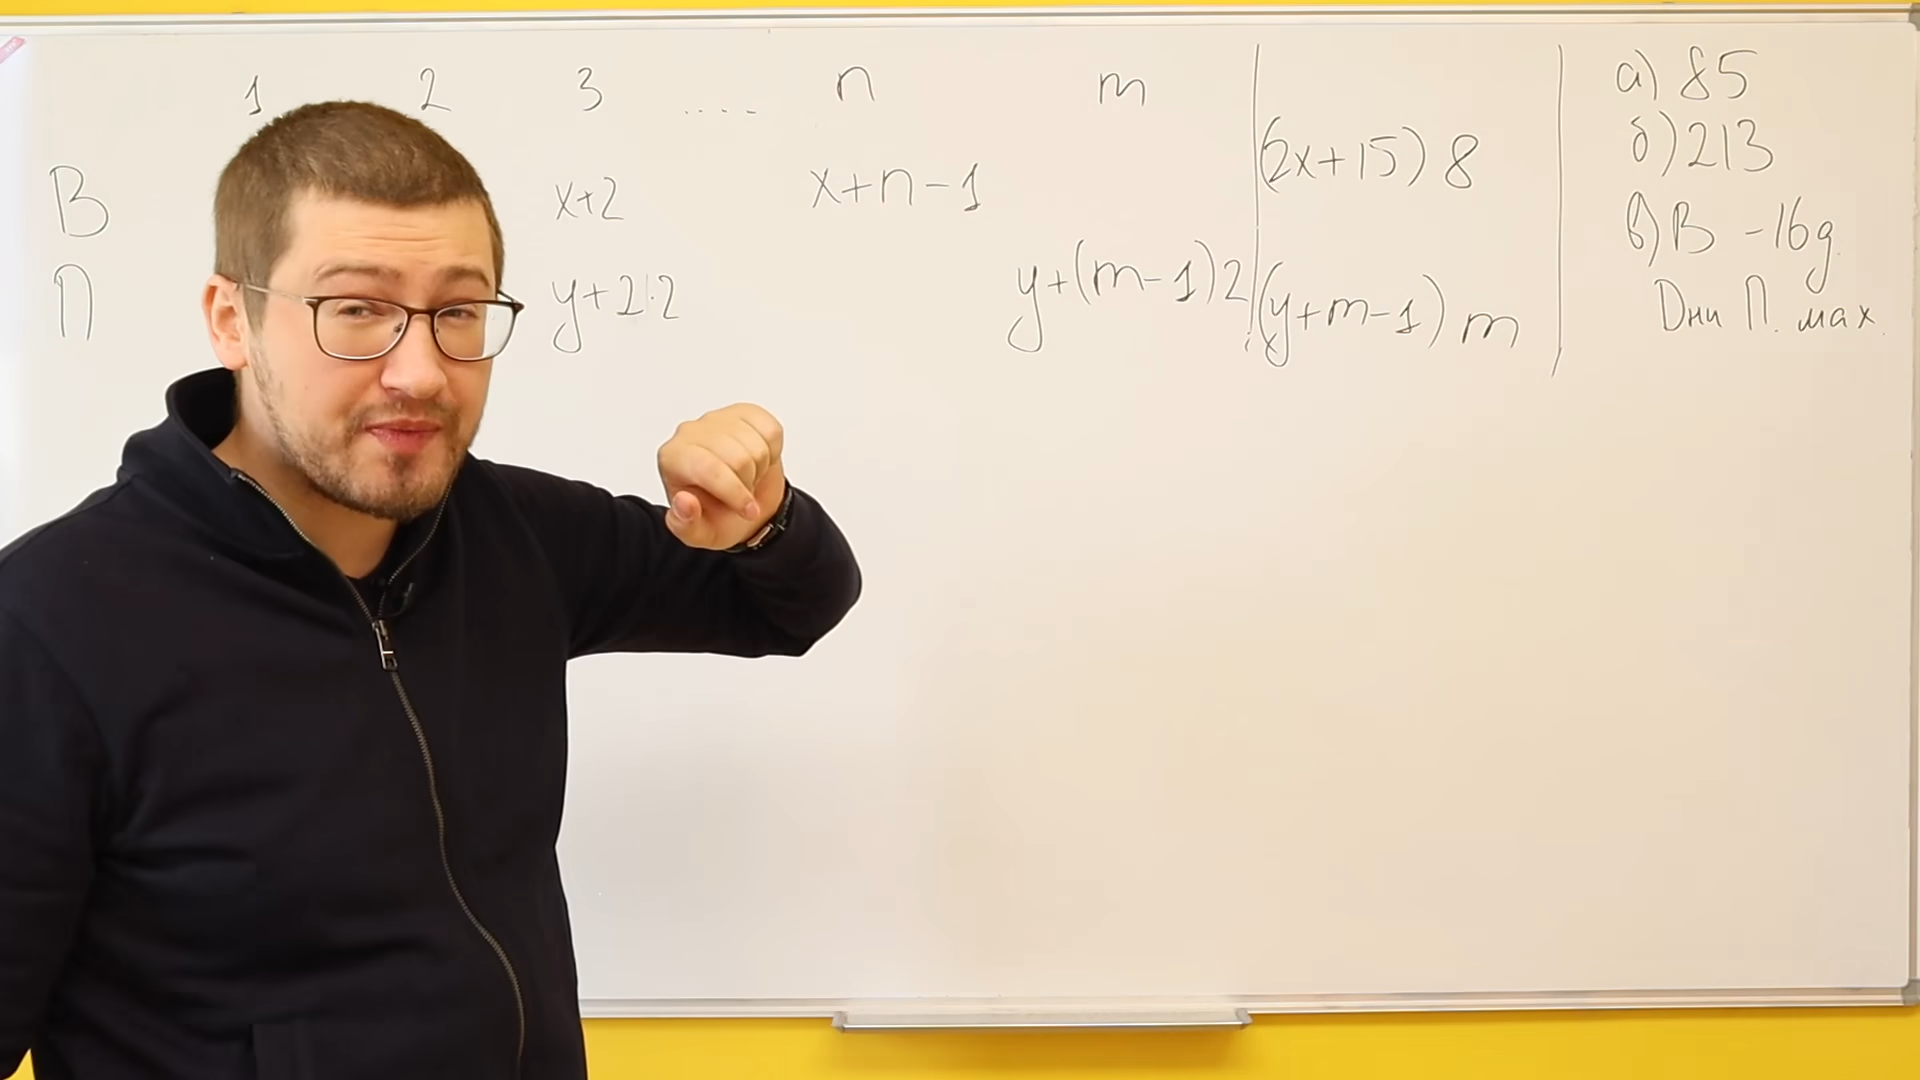 1 2 3 .... n m
В x+2 x+n-1 (2x+15)8
П y+2·2 y+(m-1)2 (y+m-1)m
а) 85
б) 213
в) В -16д.
Дни П. мах.